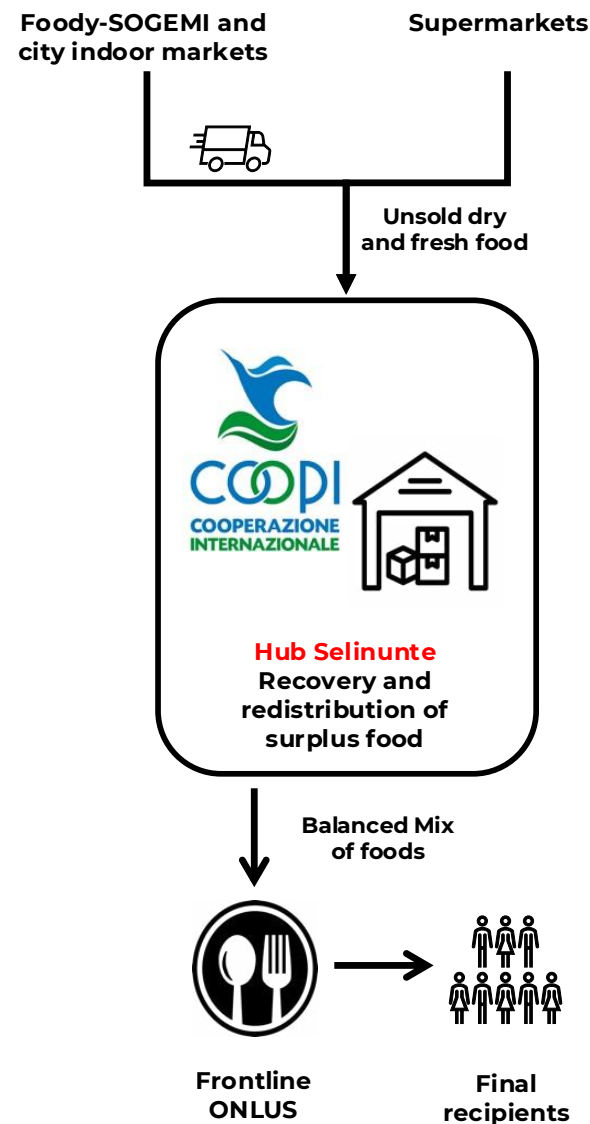 Foody-SOGEMI and
city indoor markets
Supermarkets
Unsold dry
and fresh food
COOPI
COOPERAZIONE
INTERNAZIONALE
Hub Selinunte
Recovery and
redistribution of
surplus food
Balanced Mix
of foods
Frontline
ONLUS
Final
recipients